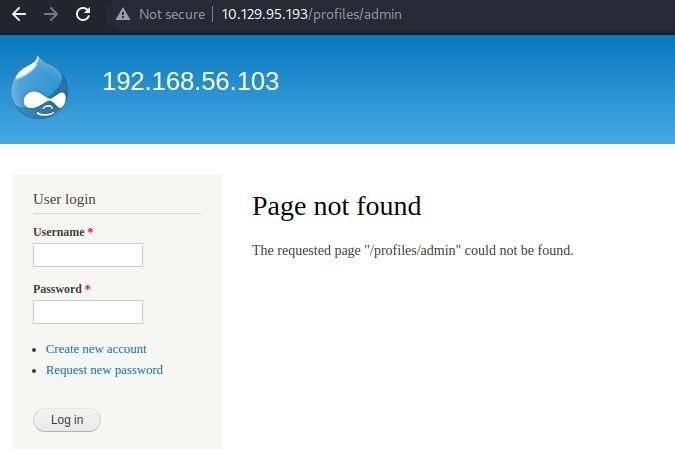 Not secure | 10.129.95.193/profiles/admin
192.168.56.103
User login
Username *
Password *
Create new account
Request new password
Log in
Page not found
The requested page "/profiles/admin" could not be found.